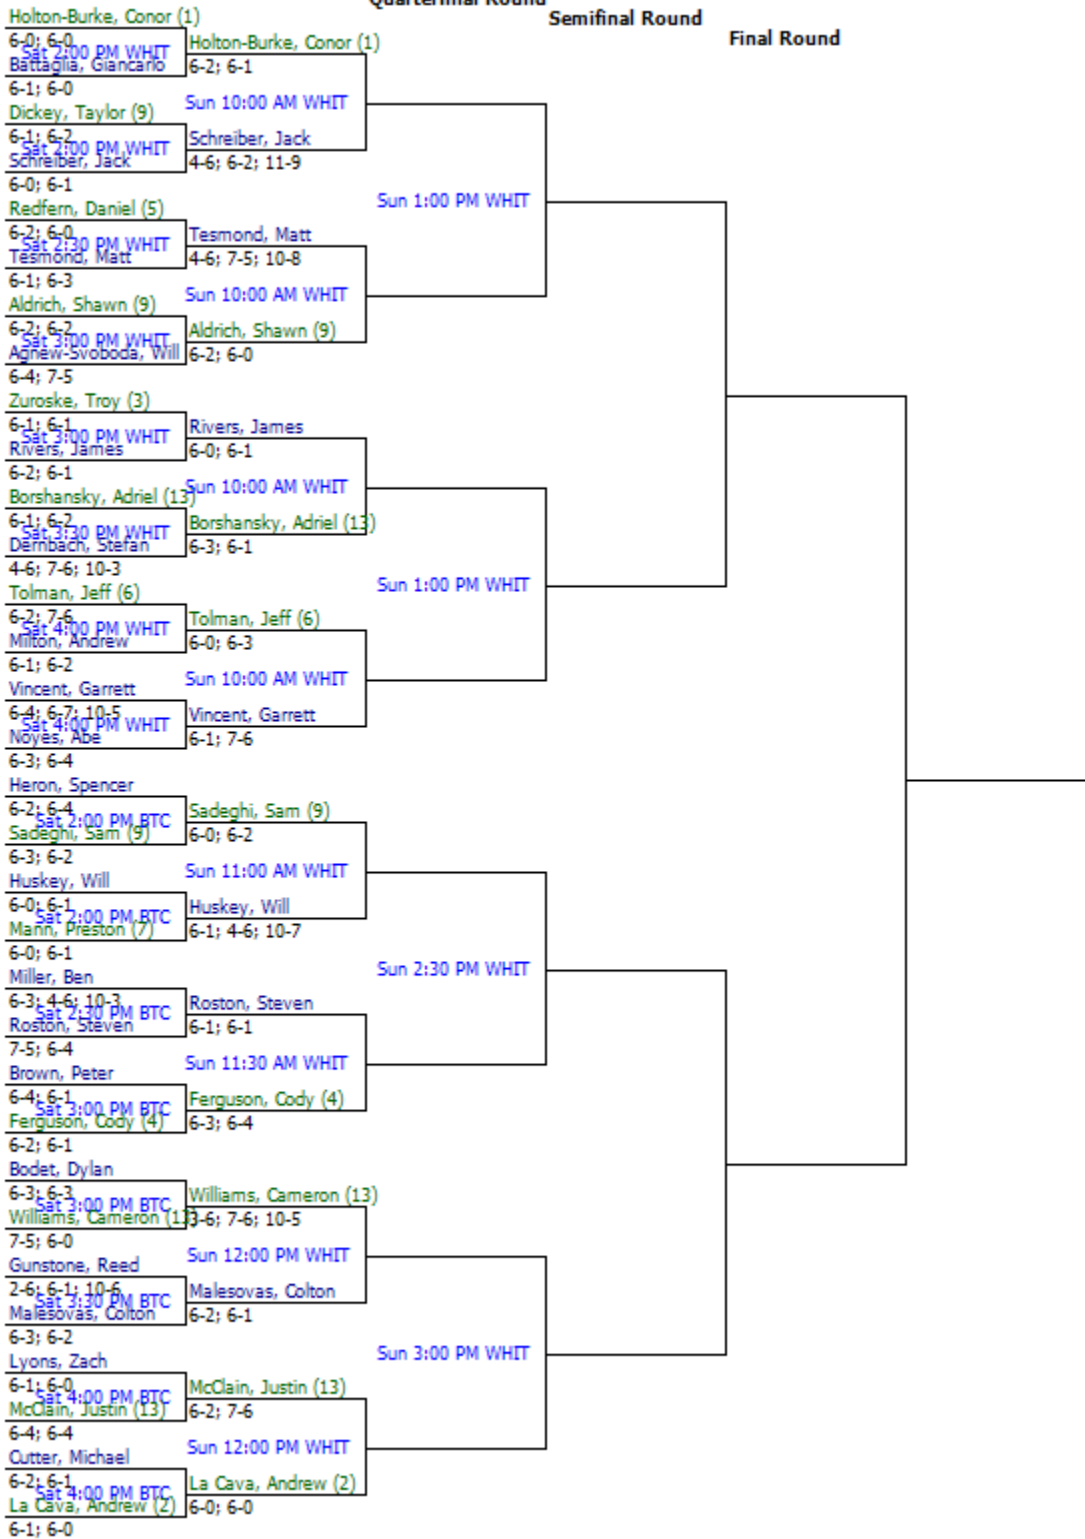 Quarterfinal Round
Semifinal Round
Final Round
Holton-Burke, Conor (1)
6-0; 6-0
Sat 2:00 PM WHIT
Battaglia, Giancarlo
6-1; 6-0
Dickey, Taylor (9)
6-1; 6-2
Sat 2:00 PM WHIT
Schreiber, Jack
6-0; 6-1
Redfern, Daniel (5)
6-2; 6-0
Sat 2:30 PM WHIT
Tesmond, Matt
6-1; 6-3
Aldrich, Shawn (9)
6-2; 6-2
Sat 3:00 PM WHIT
Agnew-Svoboda, Will
6-4; 7-5
Zuroske, Troy (3)
6-1; 6-1
Sat 3:00 PM WHIT
Rivers, James
6-2; 6-1
Borshansky, Adriel (13)
6-1; 6-2
Sat 3:30 PM WHIT
Dernbach, Stefan
4-6; 7-6; 10-3
Tolman, Jeff (6)
6-2; 7-6
Sat 4:00 PM WHIT
Milton, Andrew
6-1; 6-2
Vincent, Garrett
6-4; 6-7; 10-5
Sat 4:00 PM WHIT
Noyes, Abe
6-3; 6-4
Heron, Spencer
6-2; 6-4
Sat 2:00 PM BTC
Sadeghi, Sam (9)
6-3; 6-2
Huskey, Will
6-0; 6-1
Sat 2:00 PM BTC
Mann, Preston (7)
6-0; 6-1
Miller, Ben
6-3; 4-6; 10-3
Sat 2:30 PM BTC
Roston, Steven
7-5; 6-4
Brown, Peter
6-4; 6-1
Sat 3:00 PM BTC
Ferguson, Cody (4)
6-2; 6-1
Bodet, Dylan
6-3; 6-3
Sat 3:00 PM BTC
Williams, Cameron (13)
7-5; 6-0
Gunstone, Reed
2-6; 6-1; 10-6
Sat 3:30 PM BTC
Malesovas, Colton
6-3; 6-2
Lyons, Zach
6-1; 6-0
Sat 4:00 PM BTC
McClain, Justin (13)
6-4; 6-4
Cutter, Michael
6-2; 6-1
Sat 4:00 PM BTC
La Cava, Andrew (2)
6-1; 6-0
Holton-Burke, Conor (1)
6-2; 6-1
Sun 10:00 AM WHIT
Schreiber, Jack
4-6; 6-2; 11-9
Tesmond, Matt
4-6; 7-5; 10-8
Sun 10:00 AM WHIT
Aldrich, Shawn (9)
6-2; 6-0
Rivers, James
6-0; 6-1
Sun 10:00 AM WHIT
Borshansky, Adriel (13)
6-3; 6-1
Tolman, Jeff (6)
6-0; 6-3
Sun 10:00 AM WHIT
Vincent, Garrett
6-1; 7-6
Sadeghi, Sam (9)
6-0; 6-2
Sun 11:00 AM WHIT
Huskey, Will
6-1; 4-6; 10-7
Roston, Steven
6-1; 6-1
Sun 11:30 AM WHIT
Ferguson, Cody (4)
6-3; 6-4
Williams, Cameron (13)
3-6; 7-6; 10-5
Sun 12:00 PM WHIT
Malesovas, Colton
6-2; 6-1
McClain, Justin (13)
6-2; 7-6
Sun 12:00 PM WHIT
La Cava, Andrew (2)
6-0; 6-0
Sun 1:00 PM WHIT
Sun 1:00 PM WHIT
Sun 2:30 PM WHIT
Sun 3:00 PM WHIT